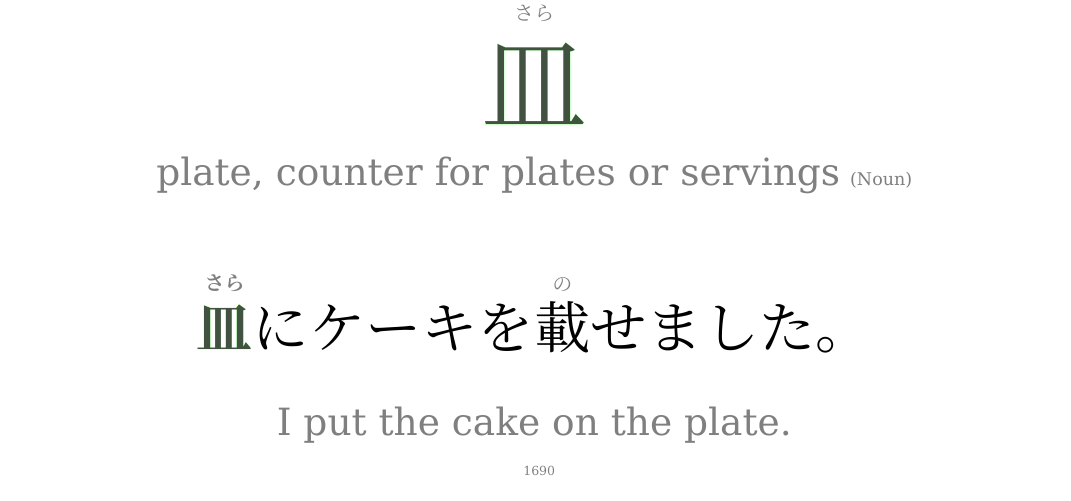 さら
皿
plate, counter for plates or servings (Noun)
さら の
皿にケーキを載せました。
I put the cake on the plate.
1690